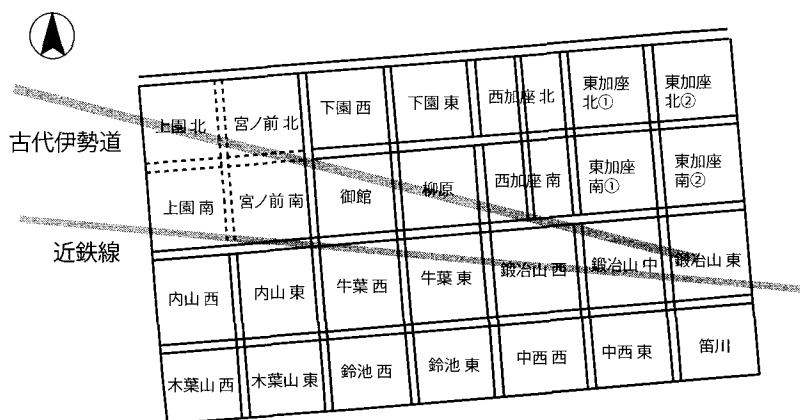 下園 西
下園 東
西加座 北
東加座
北①
東加座
北②
上園 北
宮ノ前 北
古代伊勢道
上園 南
宮ノ前 南
御館
柳原
西加座 南
東加座
南①
東加座
南②
近鉄線
内山 西
内山 東
牛葉 西
牛葉 東
鍛冶山 西
鍛冶山 中
鍛冶山 東
木葉山 西
木葉山 東
鈴池 西
鈴池 東
中西 西
中西 東
笛川